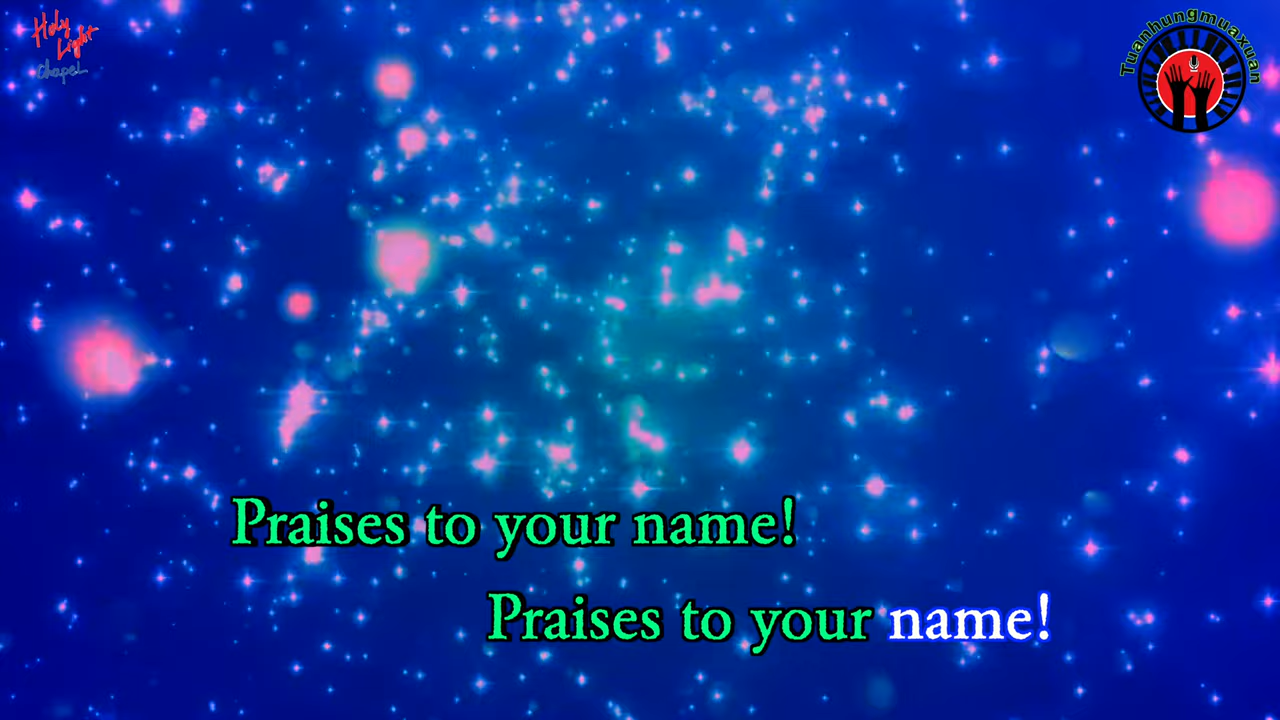 Holy
Light
Chapel
Tuanhungmuaxuan
Praises to your name!
Praises to your name!